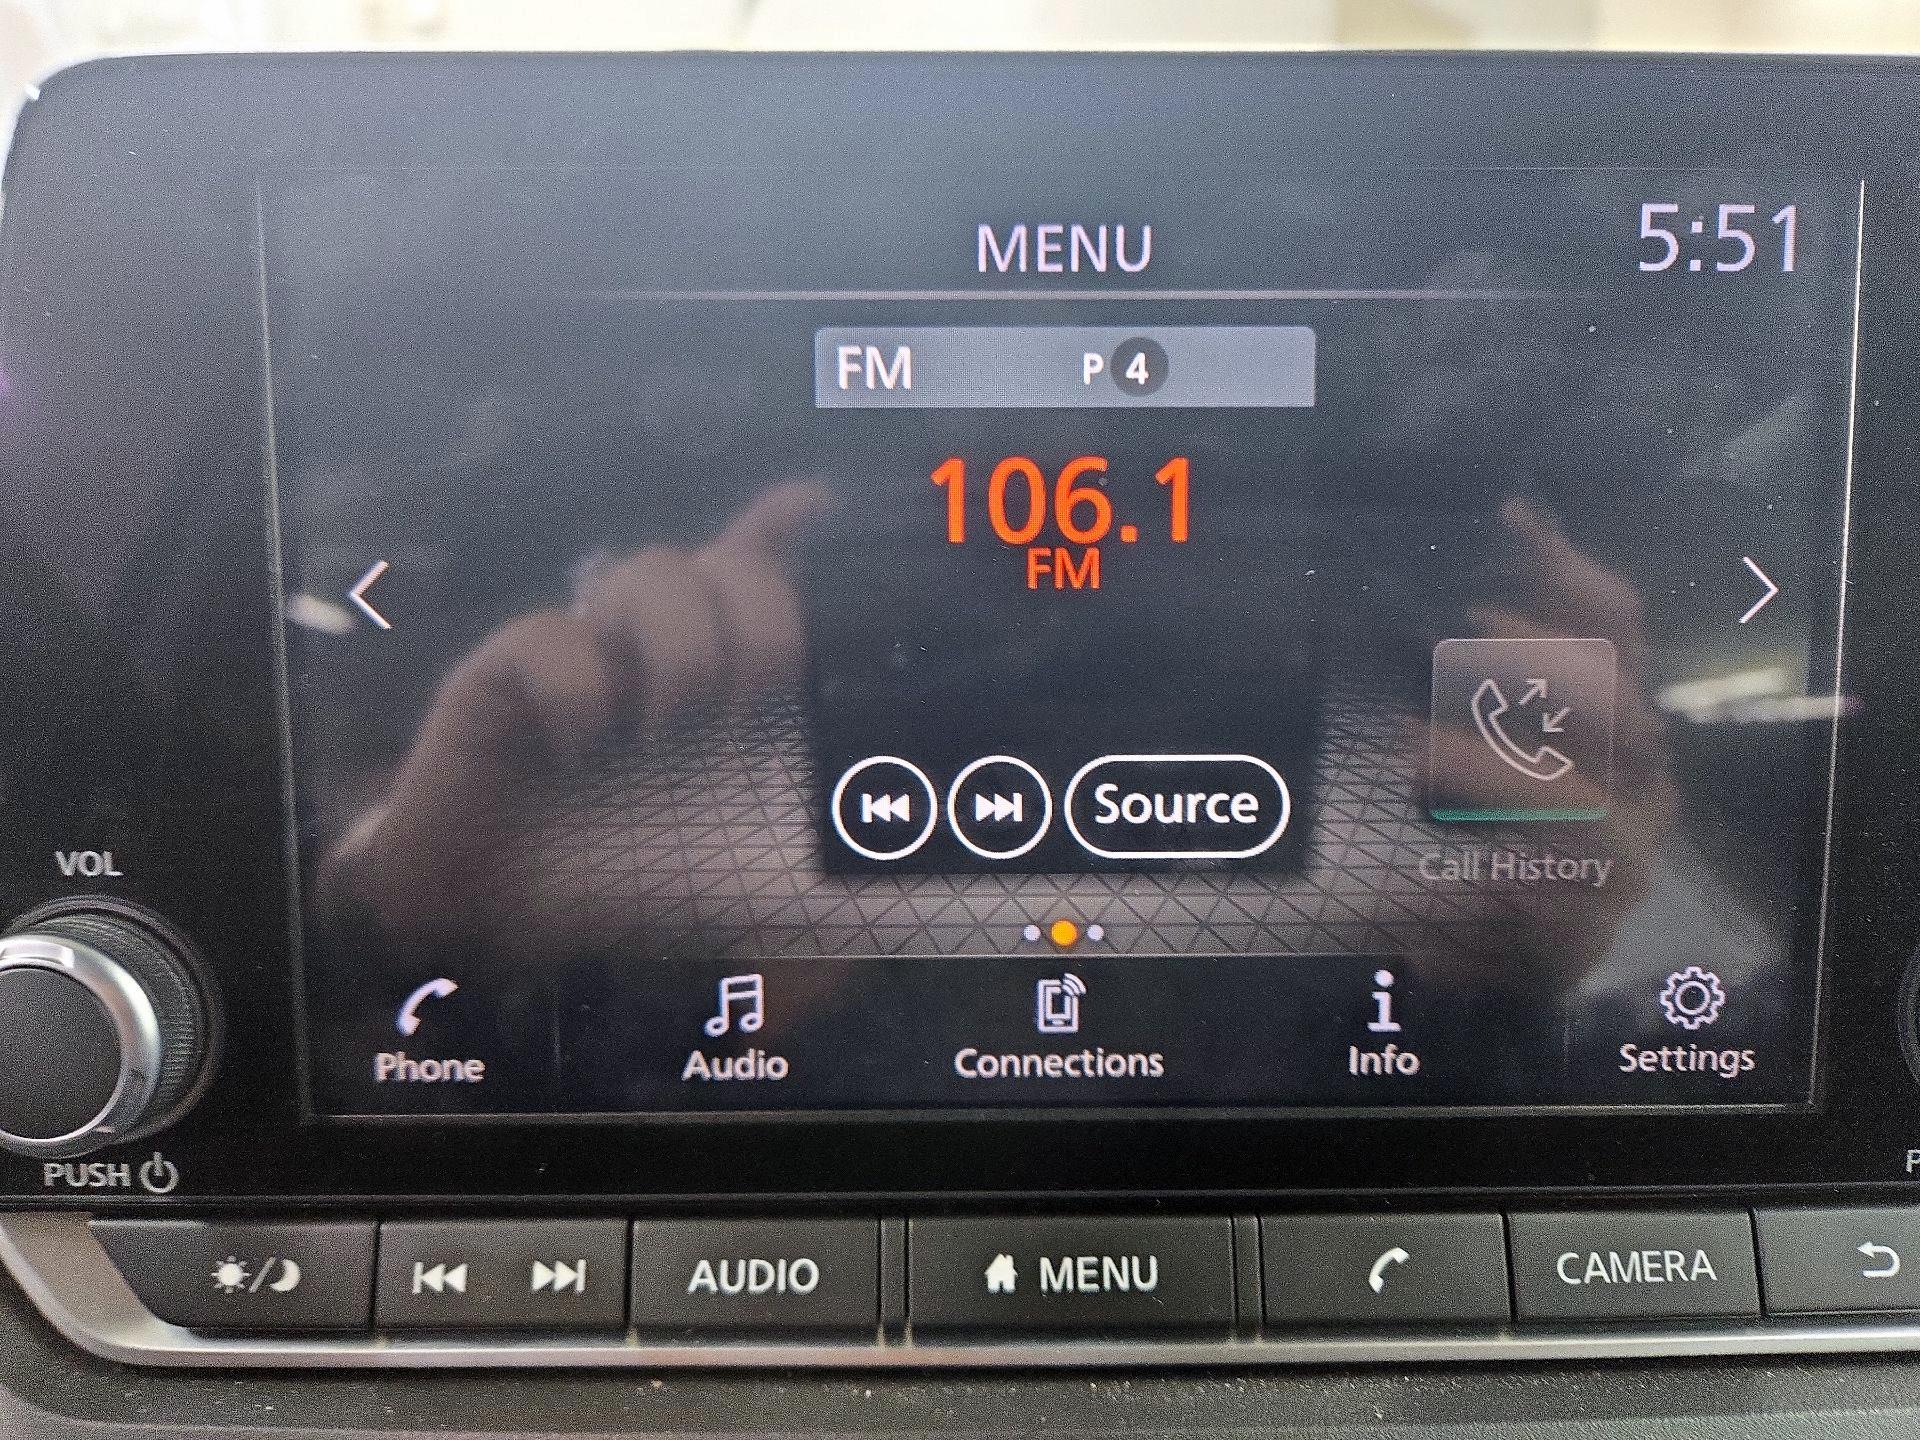 MENU
5:51
FM P 4
106.1
FM
Source
Call History
VOL
Phone
Audio
Connections
Info
Settings
PUSH
P
AUDIO
MENU
CAMERA